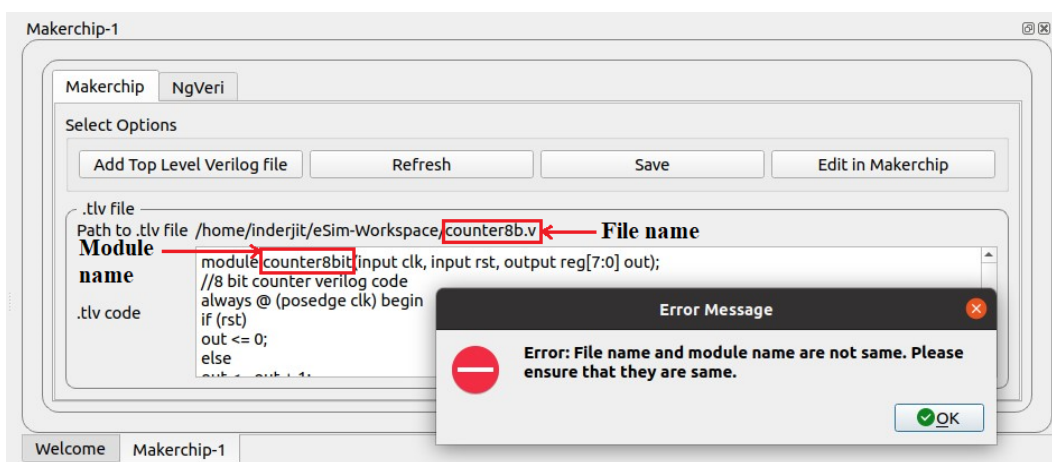 Makerchip-1
Makerchip NgVeri
Select Options
Add Top Level Verilog file Refresh Save Edit in Makerchip
.tlv file
Path to .tlv file /home/inderjit/eSim-Workspace/counter8b.v File name
Module name
module counter8bit(input clk, input rst, output reg[7:0] out);
//8 bit counter verilog code
.tlv code
always @ (posedge clk) begin
if (rst)
out <= 0;
else
out <= out + 1;
Error Message
Error: File name and module name are not same. Please
ensure that they are same.
OK
Welcome Makerchip-1